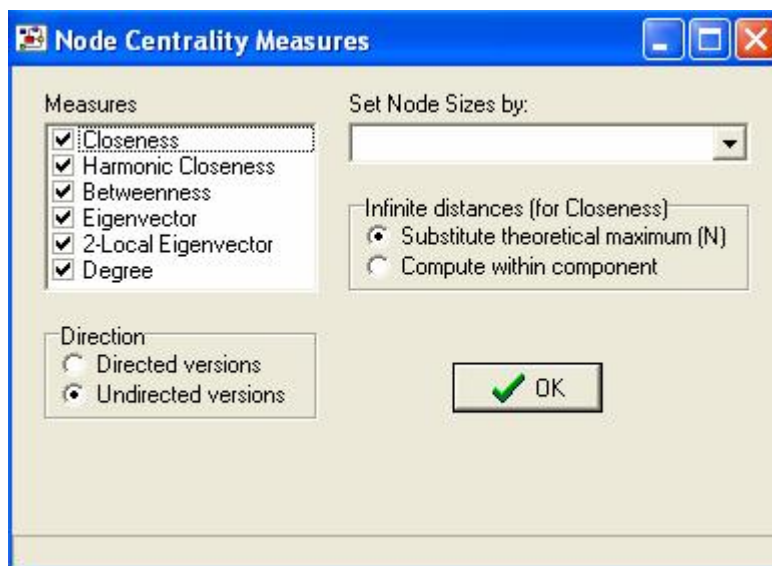 Node Centrality Measures
Measures
Closeness
Harmonic Closeness
Betweenness
Eigenvector
2-Local Eigenvector
Degree
Set Node Sizes by:
Infinite distances (for Closeness)
Substitute theoretical maximum (N)
Compute within component
Direction
Directed versions
Undirected versions
OK